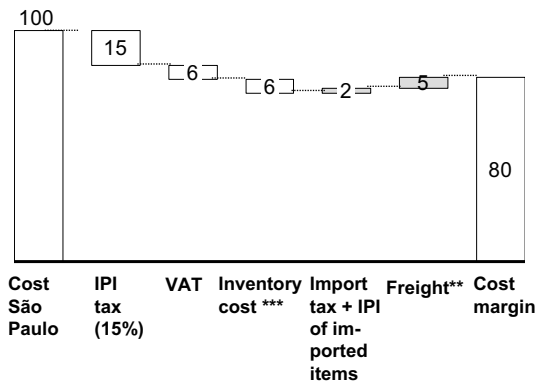 100
15
6
6
2
5
80
Cost
São
Paulo
IPI
tax
(15%)
VAT
Inventory
cost ***
Import
tax + IPI
of im-
ported
items
Freight**
Cost
margin